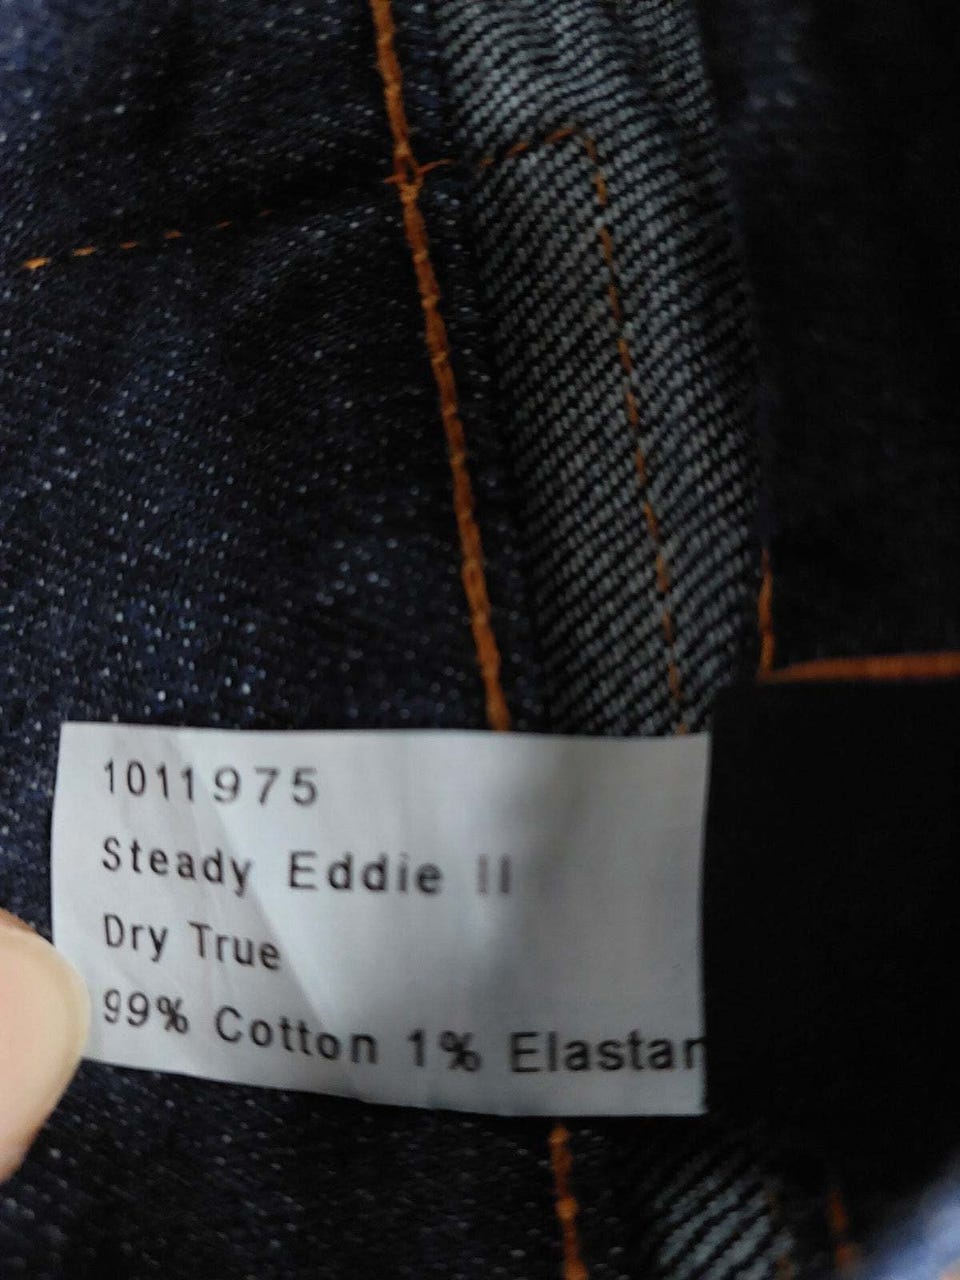 1011975
Steady Eddie II
Dry True
99% Cotton 1% Elastan